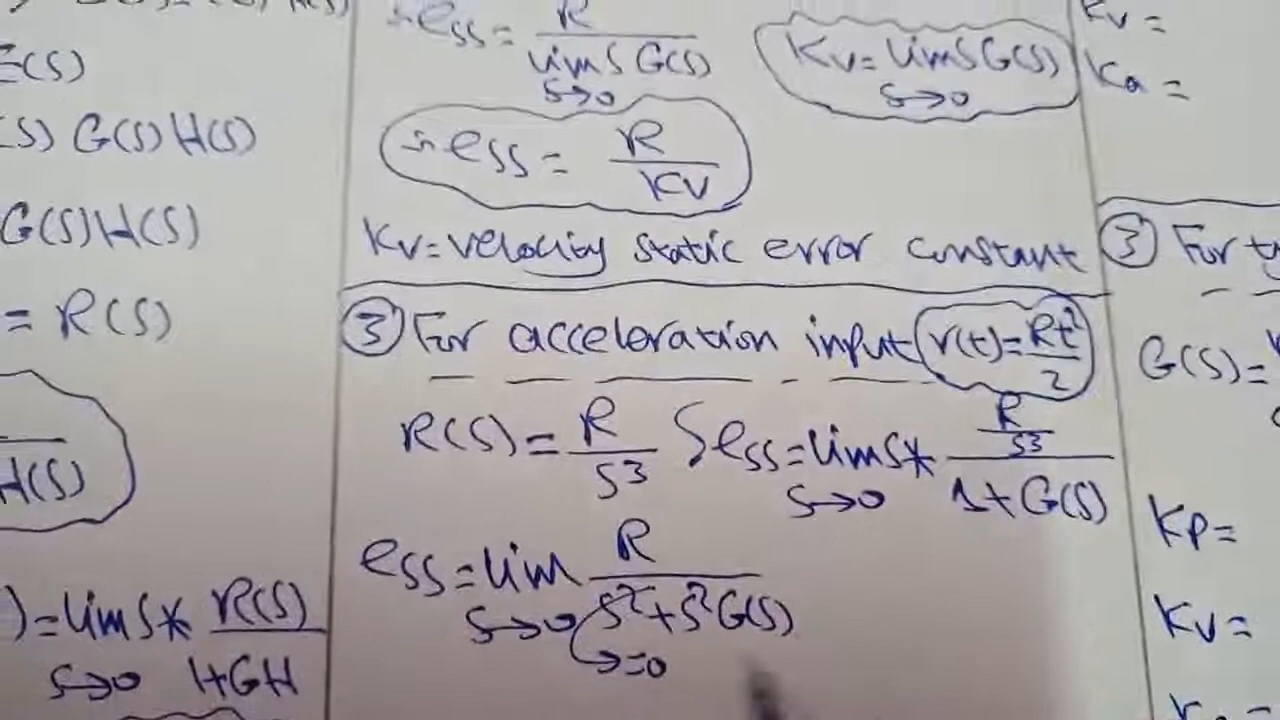 E(S)
G(S) H(S)
G(S)H(S)
= R(S)
H(S)
) = lim S* R(S) / 1+GH
S→0
∴ ess = R / lim S G(S)
S→0
Kv = lim S G(S)
S→0
∴ ess = R / Kv
Kv = velocity static error constant
③ For acceleration input r(t) = Rt² / 2
R(S) = R / S³ ess = lim S* R/S³ / 1+G(S)
S→0
ess = lim R / S²+S²G(S)
S→0
→=0
Kv =
Ka =
③ For
G(S) =
Kp =
Kv =